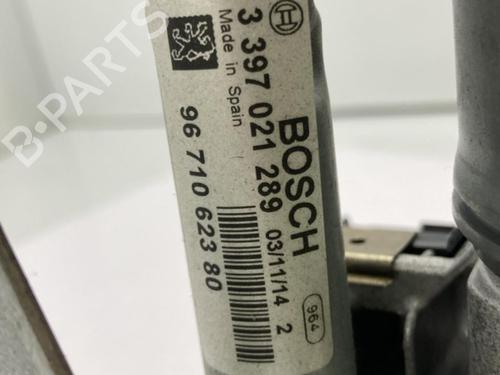 BOSCH
3 397 021 289
Made in Spain
03/11/14 2
964
96 710 623 80
B-PARTS